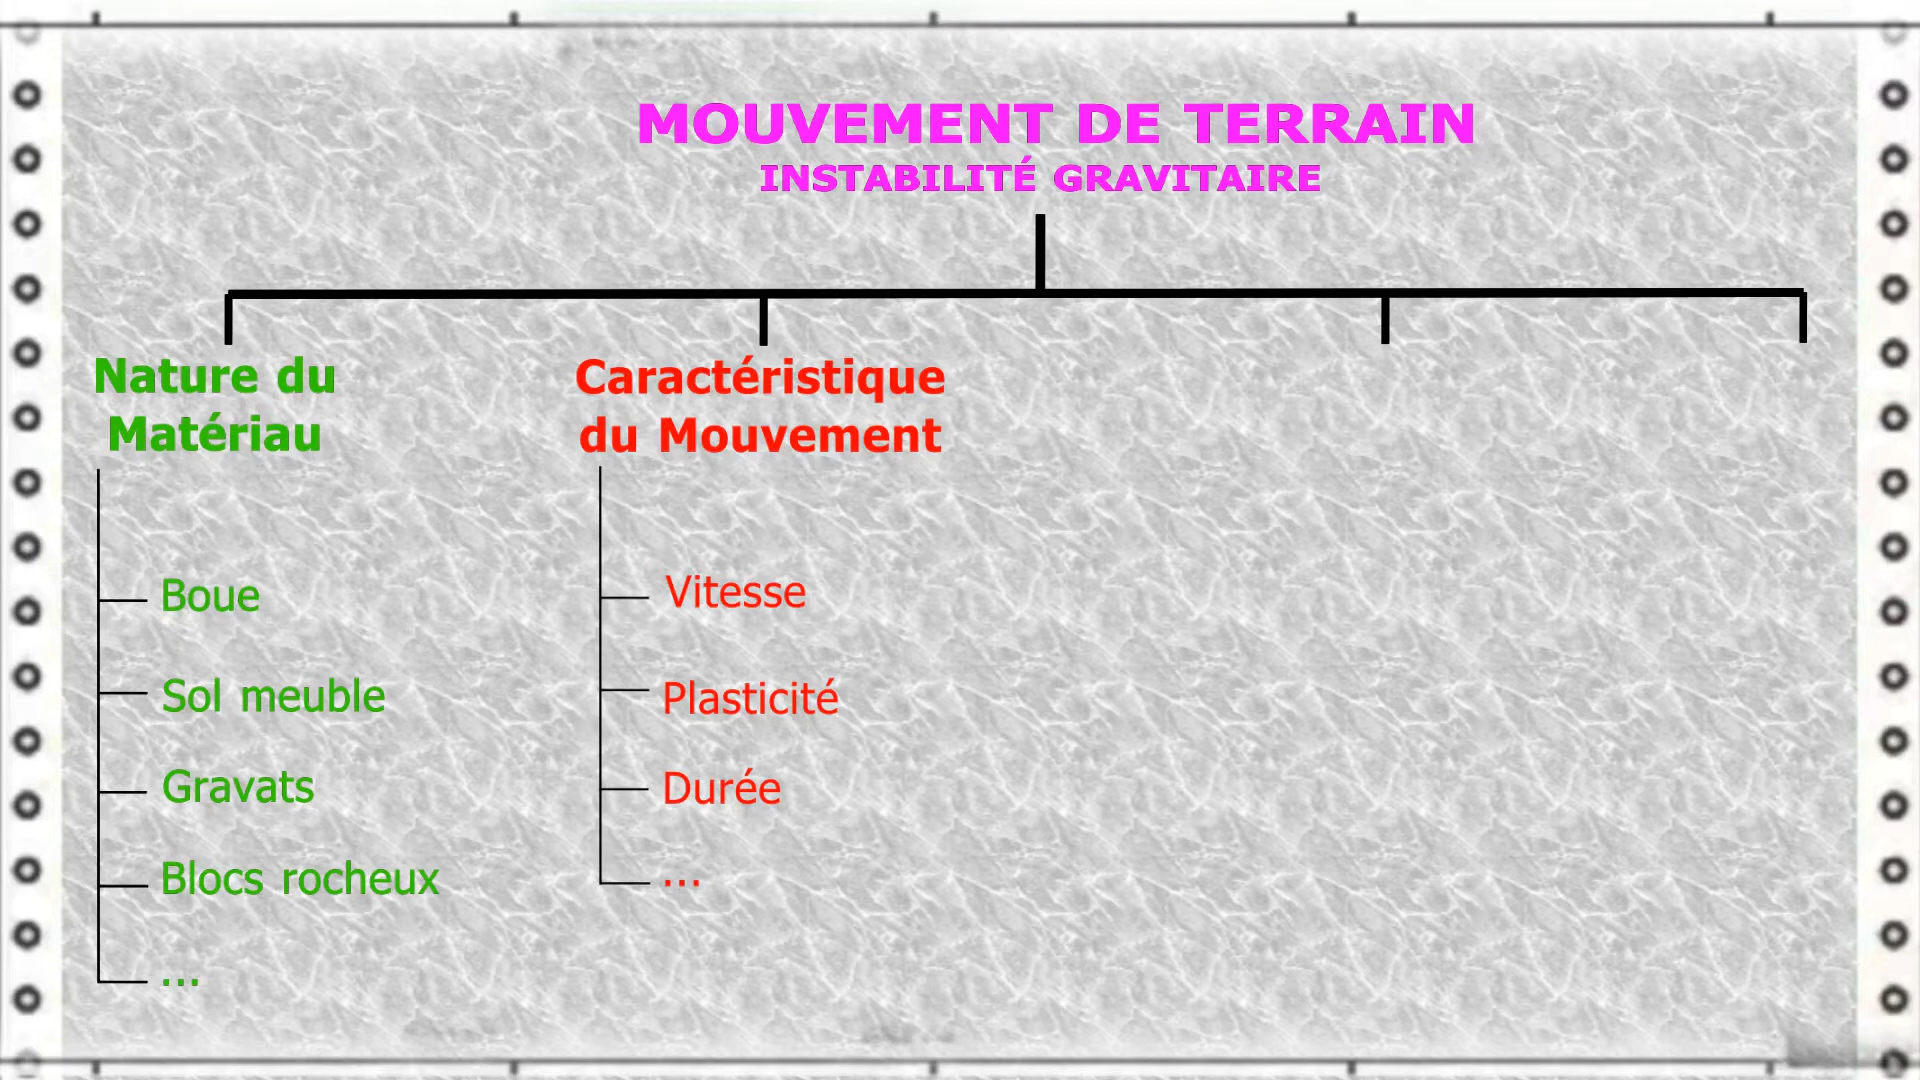 MOUVEMENT DE TERRAIN
INSTABILITÉ GRAVITAIRE
Nature du
Matériau
Boue
Sol meuble
Gravats
Blocs rocheux
...
Caractéristique
du Mouvement
Vitesse
Plasticité
Durée
...